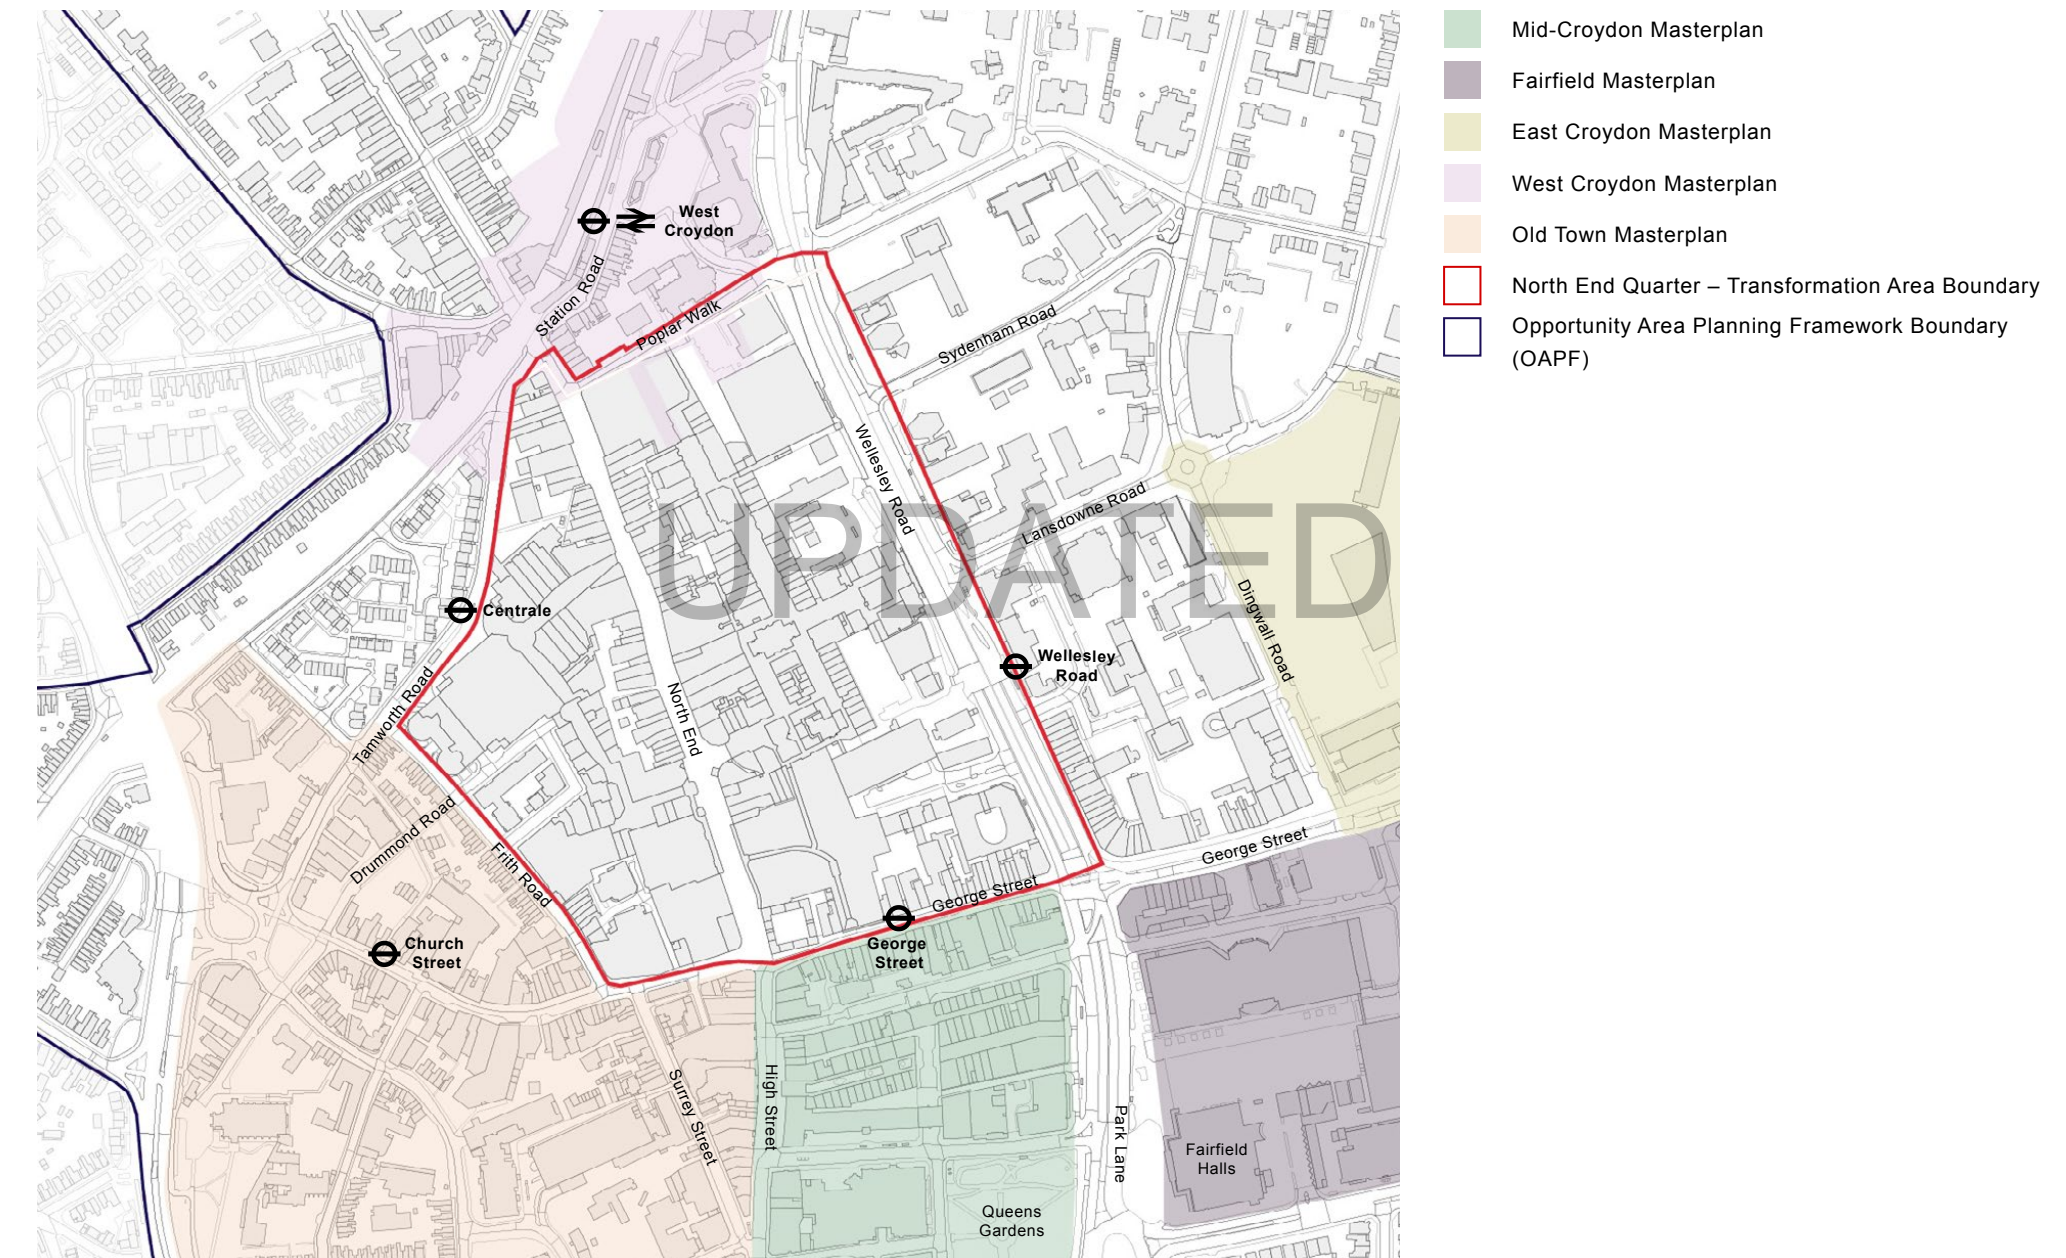 Mid-Croydon Masterplan
Fairfield Masterplan
East Croydon Masterplan
West Croydon Masterplan
Old Town Masterplan
North End Quarter – Transformation Area Boundary
Opportunity Area Planning Framework Boundary
(OAPF)
West
Croydon
Station Road
Poplar Walk
Sydenham Road
Wellesley Road
Lansdowne Road
UPDATED
Centrale
Dingwall Road
Wellesley
Road
Tamworth Road
North End
Drummond Road
Frith Road
George Street
George Street
George
Street
Church
Street
Surrey Street
High Street
Park Lane
Fairfield
Halls
Queens
Gardens